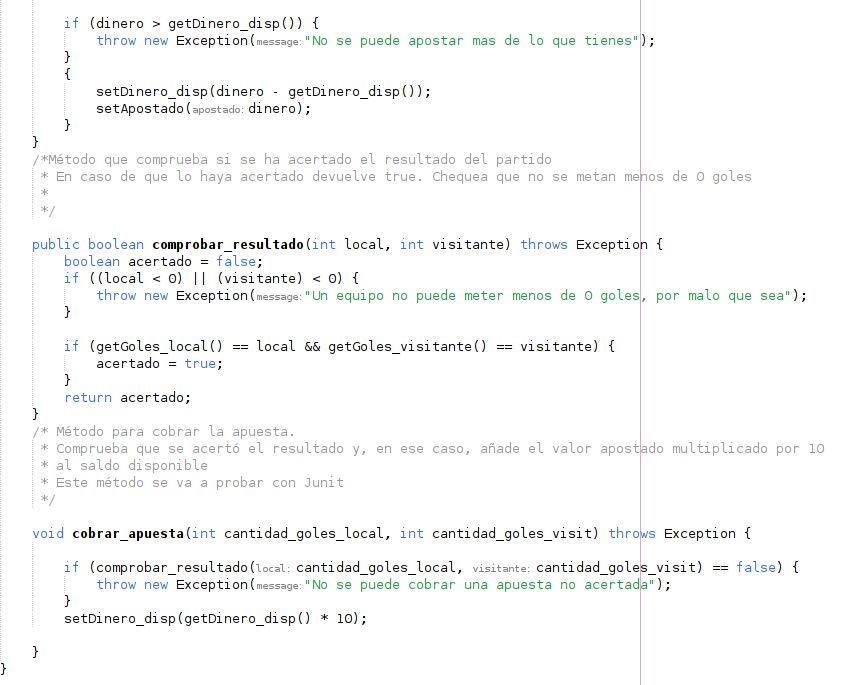 if (dinero > getDinero_disp()) {
throw new Exception(message: "No se puede apostar mas de lo que tienes");
}
{
setDinero_disp(dinero - getDinero_disp());
setApostado(apostado: dinero);
}
}
/*Método que comprueba si se ha acertado el resultado del partido
* En caso de que lo haya acertado devuelve true. Chequea que no se metan menos de 0 goles
*
*/
public boolean comprobar_resultado(int local, int visitante) throws Exception {
boolean acertado = false;
if ((local < 0) || (visitante) < 0) {
throw new Exception(message: "Un equipo no puede meter menos de 0 goles, por malo que sea");
}
if (getGoles_local() == local && getGoles_visitante() == visitante) {
acertado = true;
}
return acertado;
}
/* Método para cobrar la apuesta.
* Comprueba que se acertó el resultado y, en ese caso, añade el valor apostado multiplicado por 10
* al saldo disponible
* Este método se va a probar con Junit
*/
void cobrar_apuesta(int cantidad_goles_local, int cantidad_goles_visit) throws Exception {
if (comprobar_resultado(local: cantidad_goles_local, visitante: cantidad_goles_visit) == false) {
throw new Exception(message: "No se puede cobrar una apuesta no acertada");
}
setDinero_disp(getDinero_disp() * 10);
}
}